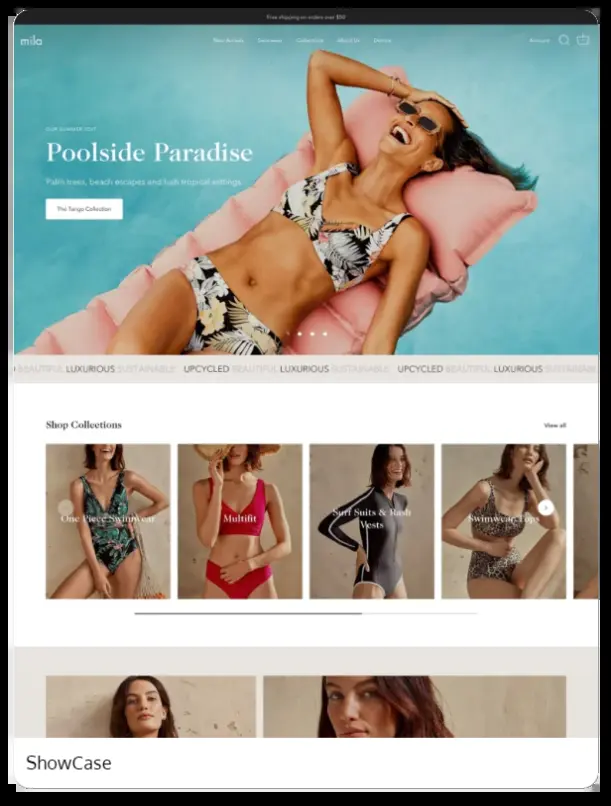 Free shipping on orders over $50
mila
New Arrivals Swimwear Collections About Us Journal
Account
OUR SUMMER EDIT
Poolside Paradise
Palm trees, beach escapes and lush tropical settings.
The Tango Collection
BEAUTIFUL LUXURIOUS SUSTAINABLE UPCYCLED BEAUTIFUL LUXURIOUS SUSTAINABLE UPCYCLED BEAUTIFUL LUXURIOUS SUSTAINABLE
Shop Collections
View all
One Piece Swimwear
Multifit
Surf Suits & Rash
Vests
Swimwear Tops
ShowCase